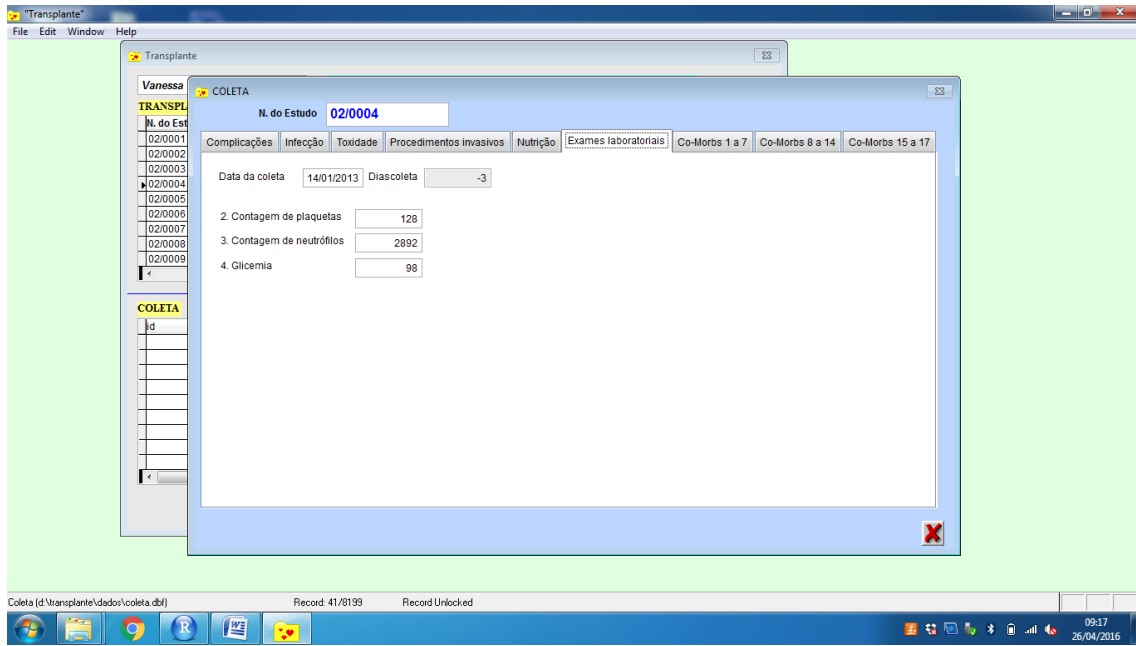 "Transplante"
File Edit Window Help
Transplante
Vanessa
COLETA
TRANSPL
N. do Estudo 02/0004
N. do Est
02/0001
02/0002
02/0003
02/0004
02/0005
02/0006
02/0007
02/0008
02/0009
Complicações Infecção Toxidade Procedimentos invasivos Nutrição Exames laboratoriais Co-Morbs 1 a 7 Co-Morbs 8 a 14 Co-Morbs 15 a 17
Data da coleta 14/01/2013 Diascoleta -3
2. Contagem de plaquetas 128
3. Contagem de neutrófilos 2892
4. Glicemia 98
COLETA
id
Coleta (d:\transplante\dados\coleta.dbf) Record: 41/8199 Record Unlocked
09:17
26/04/2016